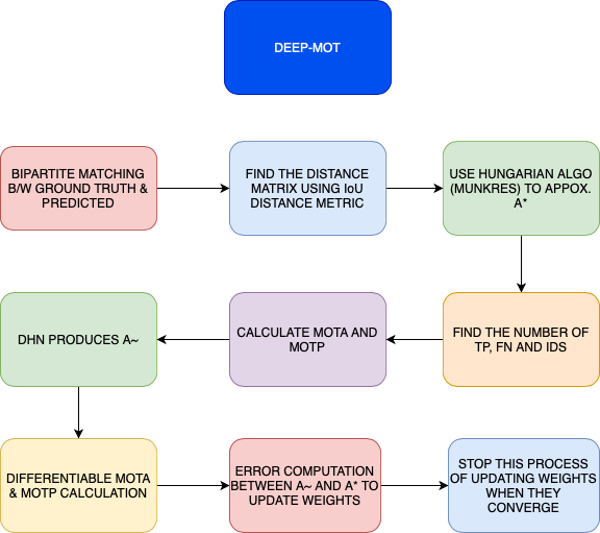 DEEP-MOT
BIPARTITE MATCHING
B/W GROUND TRUTH &
PREDICTED
FIND THE DISTANCE
MATRIX USING IoU
DISTANCE METRIC
USE HUNGARIAN ALGO
(MUNKRES) TO APPOX.
A*
FIND THE NUMBER OF
TP, FN AND IDS
CALCULATE MOTA AND
MOTP
DHN PRODUCES A~
DIFFERENTIABLE MOTA
& MOTP CALCULATION
ERROR COMPUTATION
BETWEEN A~ AND A* TO
UPDATE WEIGHTS
STOP THIS PROCESS
OF UPDATING WEIGHTS
WHEN THEY
CONVERGE